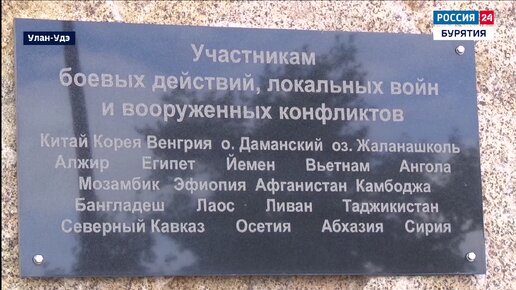 Улан-Удэ
РОССИЯ 24
БУРЯТИЯ
Участникам
боевых действий, локальных войн
и вооруженных конфликтов
Китай Корея Венгрия о. Даманский оз. Жаланашколь
Алжир Египет Йемен Вьетнам Ангола
Мозамбик Эфиопия Афганистан Камбоджа
Бангладеш Лаос Ливан Таджикистан
Северный Кавказ Осетия Абхазия Сирия